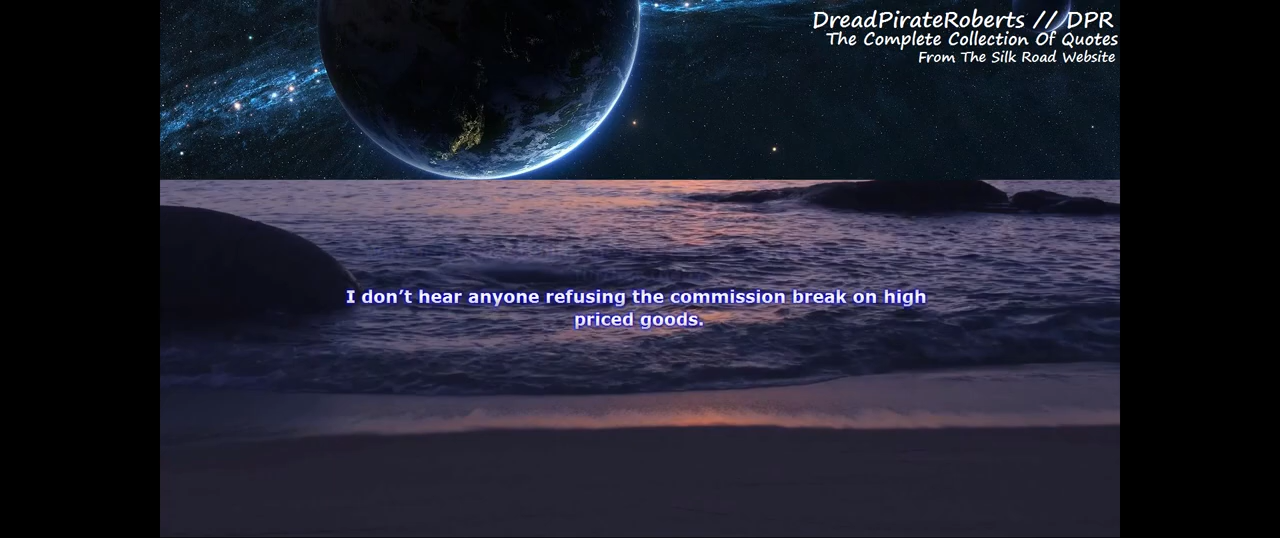 DreadPirateRoberts // DPR
The Complete Collection Of Quotes
From The Silk Road Website
I don’t hear anyone refusing the commission break on high
priced goods.